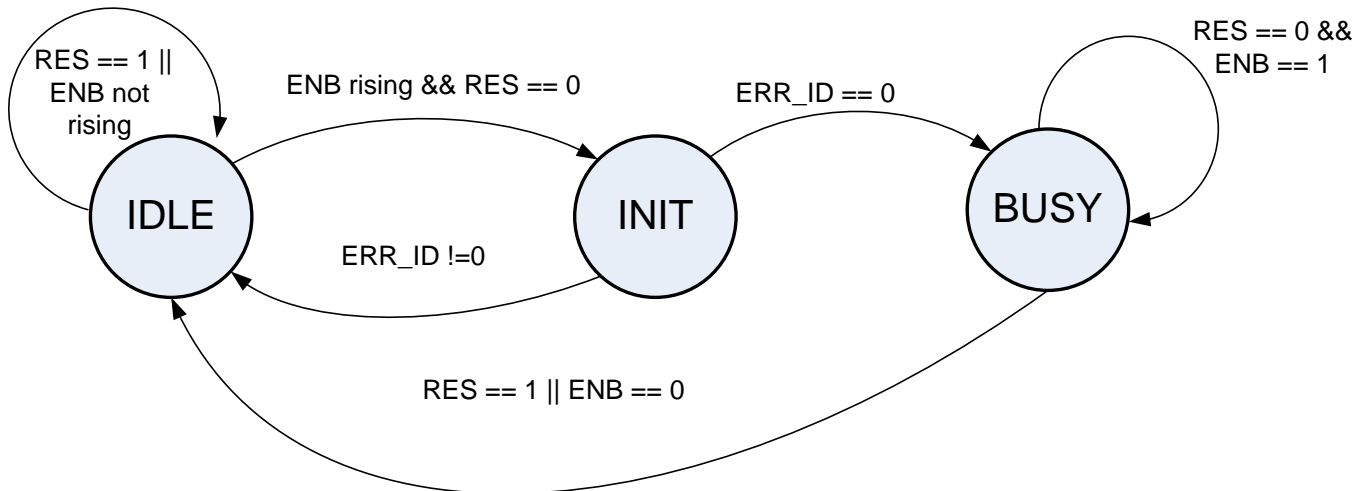 RES == 1 ||
ENB not
rising
ENB rising && RES == 0
ERR_ID == 0
RES == 0 &&
ENB == 1
IDLE
INIT
BUSY
ERR_ID !=0
RES == 1 || ENB == 0